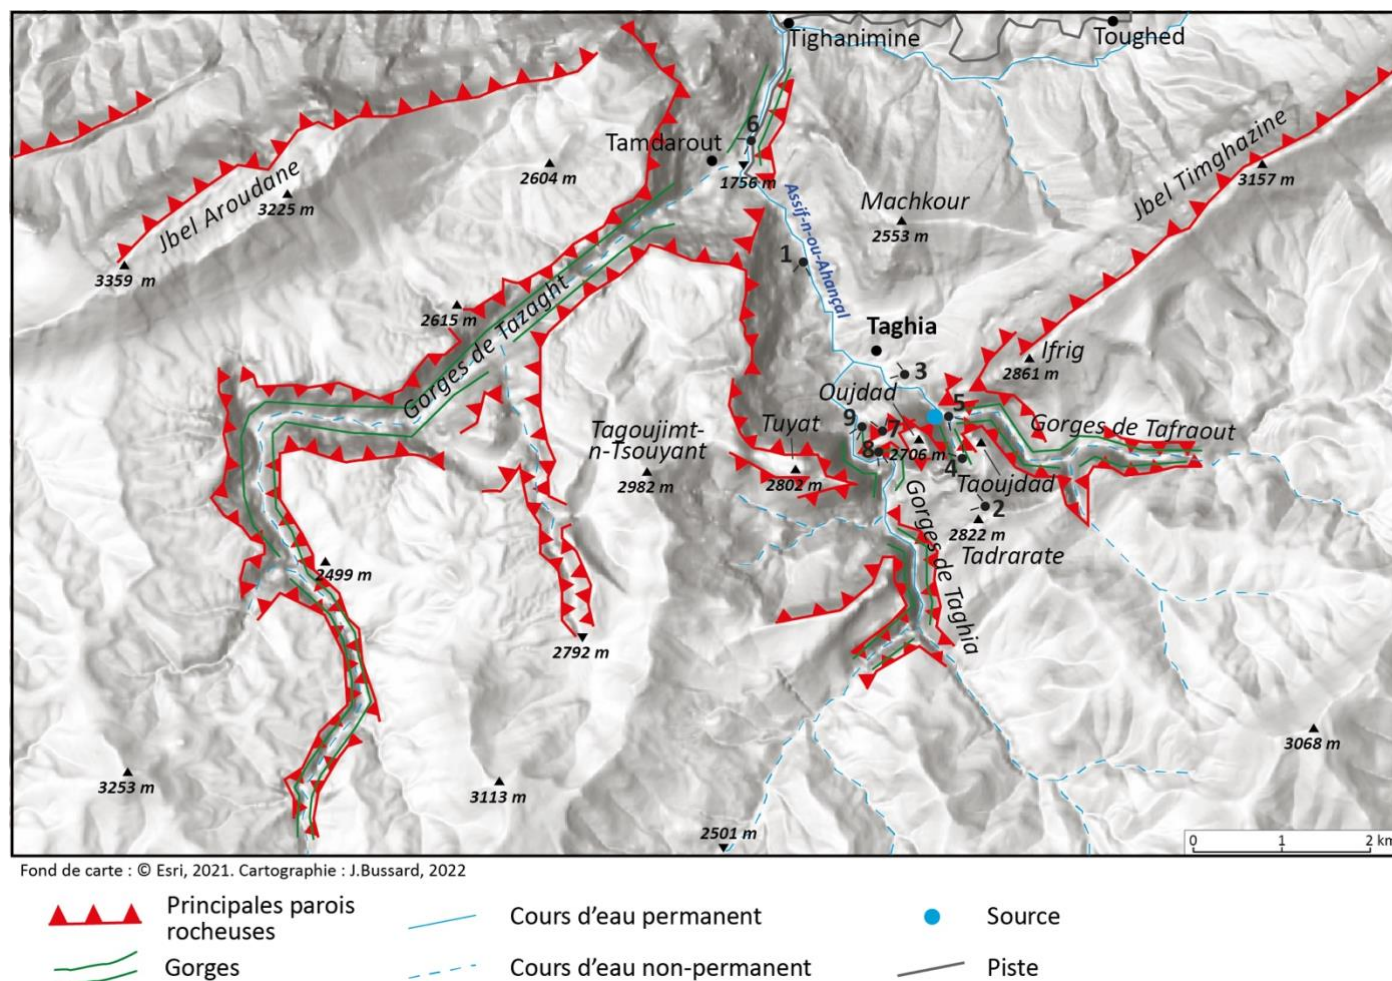 Tighanimine
Toughed
6
Tamdarout
1756 m
2604 m
Jbel Aroudane
3225 m
3359 m
Assif-n-ou-Ahançal
Machkour
2553 m
Jbel Timghazine
3157 m
1
2615 m
Gorges de Tazaght
Taghia
3
Ifrig
2861 m
Oujdad
5
9
7
8
2706 m
4
Gorges de Tafraout
Tagoujimt-
n-Tsouyant
2982 m
Tuyat
2802 m
Taoujdad
2
2822 m
Tadrarate
Gorges de Taghia
2499 m
2792 m
3068 m
3253 m
3113 m
2501 m
0 1 2 km
Fond de carte : © Esri, 2021. Cartographie : J.Bussard, 2022
Principales parois
rocheuses
Cours d'eau permanent
Source
Gorges
Cours d'eau non-permanent
Piste